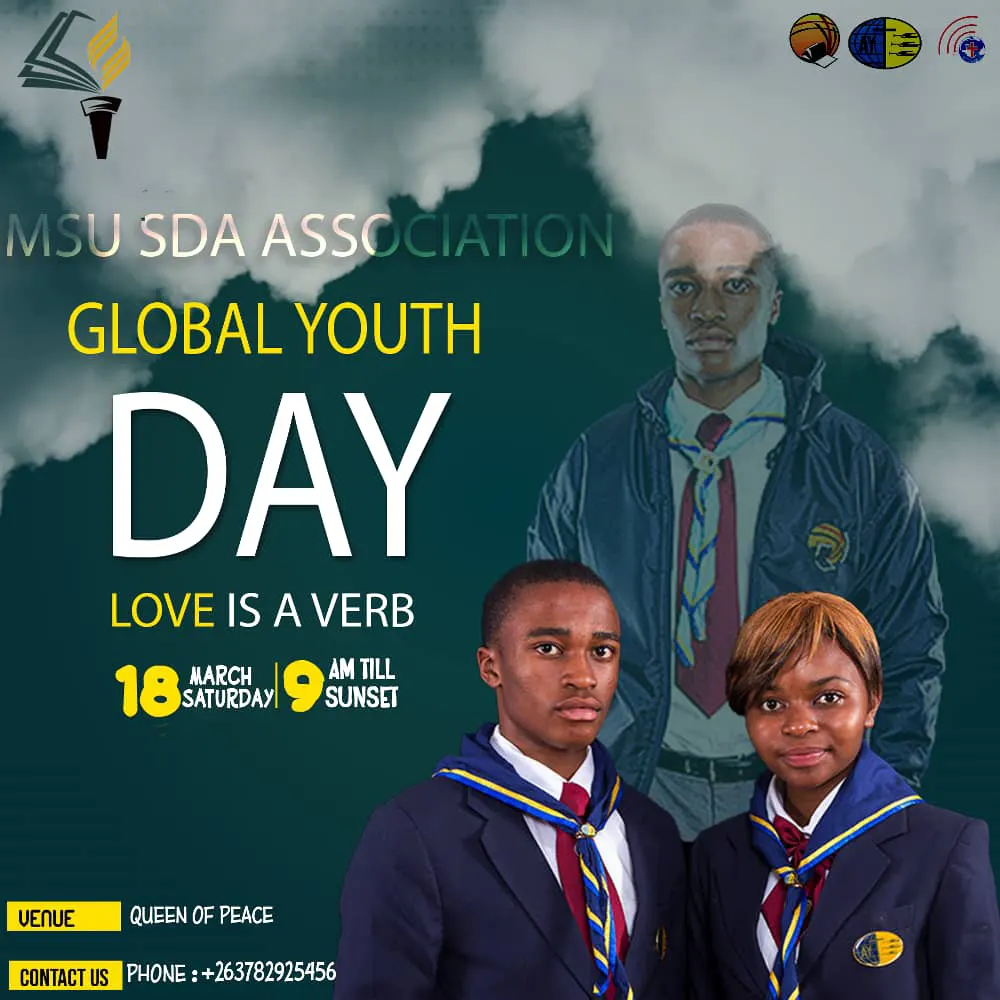 AY
MSU SDA ASSOCIATION
GLOBAL YOUTH
DAY
LOVE IS A VERB
18 MARCH SATURDAY | 9 AM TILL SUNSET
VENUE QUEEN OF PEACE
CONTACT US PHONE : +263782925456